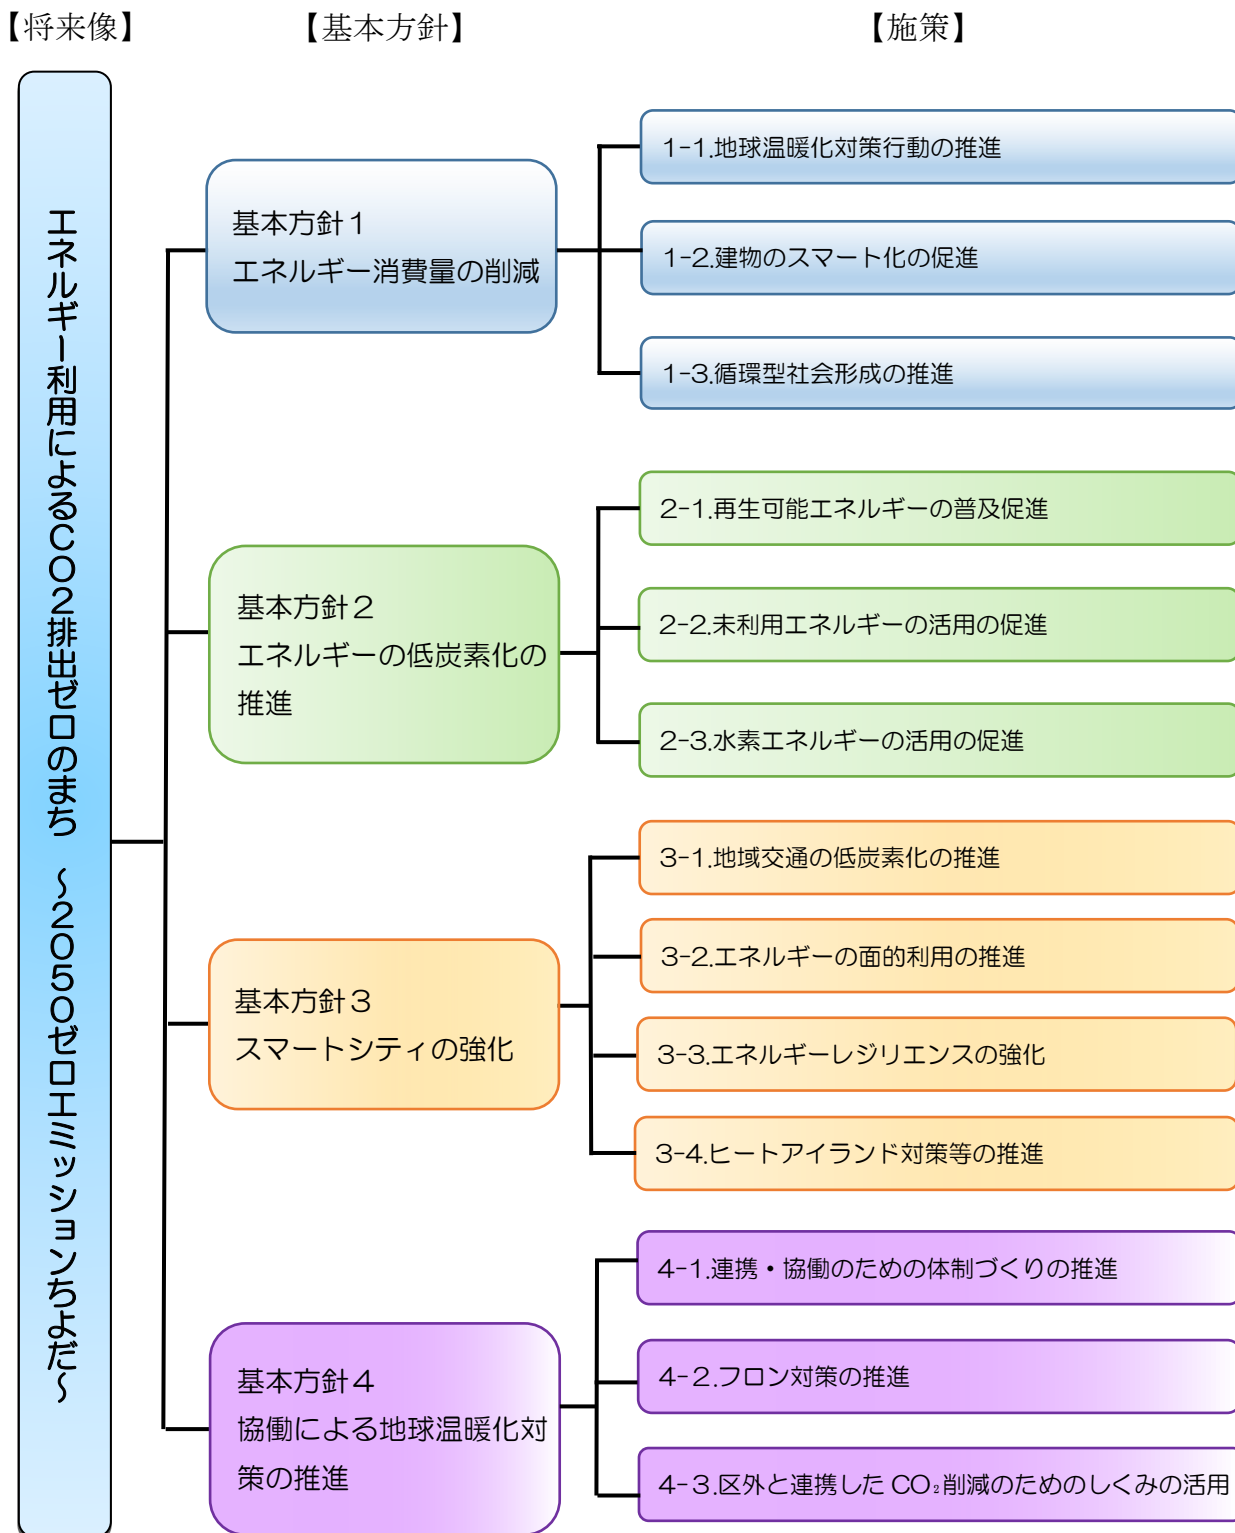 【将来像】
【基本方針】
【施策】
エネルギー利用によるCO2排出ゼロのまち ~2050ゼロエミッションちよだ~
基本方針1
エネルギー消費量の削減
1-1.地球温暖化対策行動の推進
1-2.建物のスマート化の促進
1-3.循環型社会形成の推進
基本方針2
エネルギーの低炭素化の
推進
2-1.再生可能エネルギーの普及促進
2-2.未利用エネルギーの活用の促進
2-3.水素エネルギーの活用の促進
基本方針3
スマートシティの強化
3-1.地域交通の低炭素化の推進
3-2.エネルギーの面的利用の推進
3-3.エネルギーレジリエンスの強化
3-4.ヒートアイランド対策等の推進
基本方針4
協働による地球温暖化対
策の推進
4-1.連携・協働のための体制づくりの推進
4-2.フロン対策の推進
4-3.区外と連携した CO₂削減のためのしくみの活用